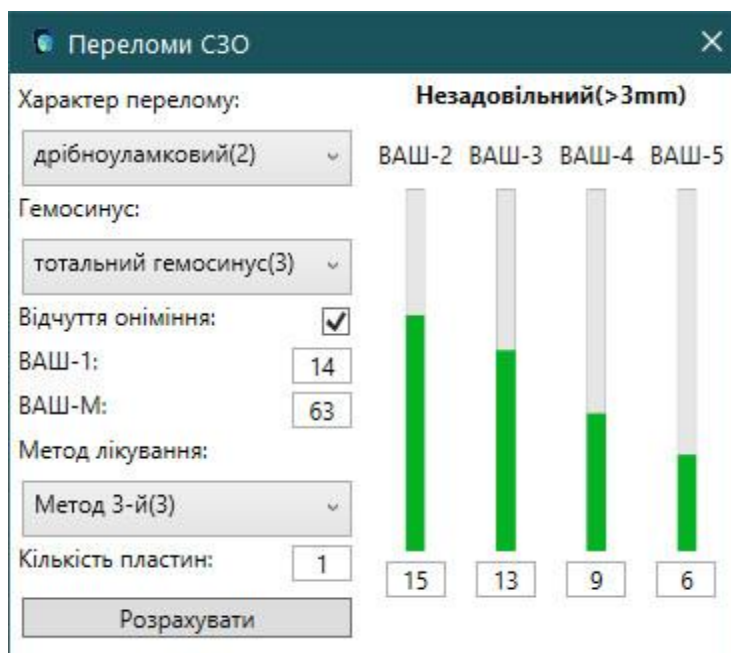 Переломи СЗО
Характер перелому:
дрібноуламковий(2)
Гемосинус:
тотальний гемосинус(3)
Відчуття оніміння:
ВАШ-1:
14
ВАШ-М:
63
Метод лікування:
Метод 3-й(3)
Кількість пластин:
1
Розрахувати
Незадовільний(>3mm)
ВАШ-2 ВАШ-3 ВАШ-4 ВАШ-5
15 13 9 6